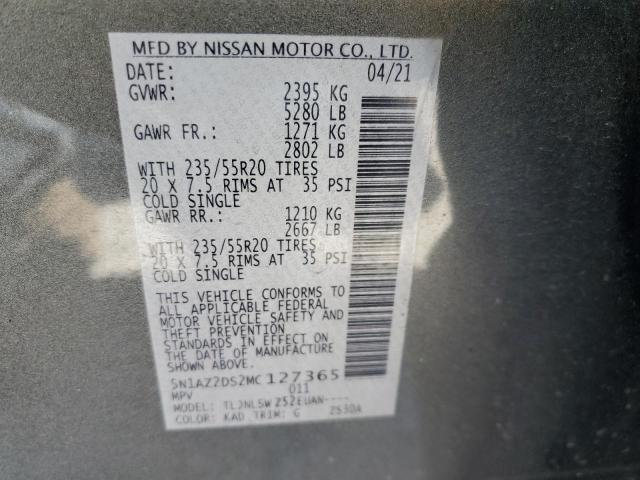 MFD BY NISSAN MOTOR CO., LTD.
DATE: 04/21
GVWR: 2395 KG
5280 LB
GAWR FR.: 1271 KG
2802 LB
WITH 235/55R20 TIRES
20 X 7.5 RIMS AT 35 PSI
COLD SINGLE
GAWR RR.: 1210 KG
2667 LB
WITH 235/55R20 TIRES
20 X 7.5 RIMS AT 35 PSI
COLD SINGLE
THIS VEHICLE CONFORMS TO
ALL APPLICABLE FEDERAL
MOTOR VEHICLE SAFETY AND
THEFT PREVENTION
STANDARDS IN EFFECT ON
THE DATE OF MANUFACTURE
SHOWN ABOVE.
5N1AZ2DS2MC127365
MPV 011
MODEL: TLJNLSWZ52EUAN----
COLOR: KAD TRIM: G 2530A